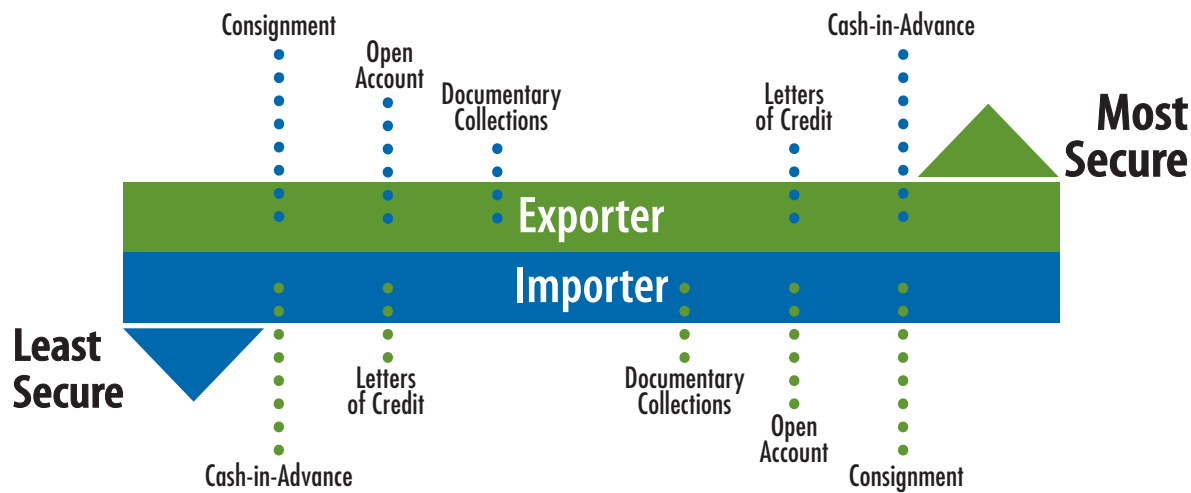 Consignment
Open
Account
Documentary
Collections
Letters
of Credit
Cash-in-Advance
Most
Secure
Exporter
Importer
Least
Secure
Cash-in-Advance
Letters
of Credit
Documentary
Collections
Open
Account
Consignment